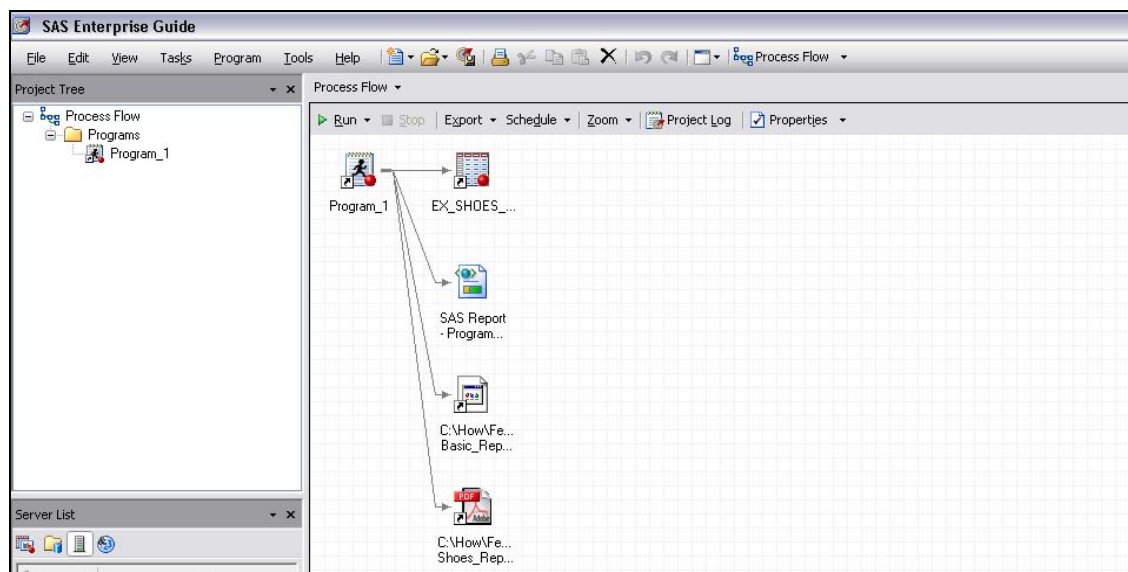 SAS Enterprise Guide
File Edit View Tasks Program Tools Help Process Flow
Project Tree
Process Flow
Programs
Program_1
Process Flow
Run Stop Export Schedule Zoom Project Log Properties
Program_1
EX_SHOES_...
SAS Report
- Program...
C:\How\Fe...
Basic_Rep...
PDF
Adobe
C:\How\Fe...
Shoes_Rep...
Server List